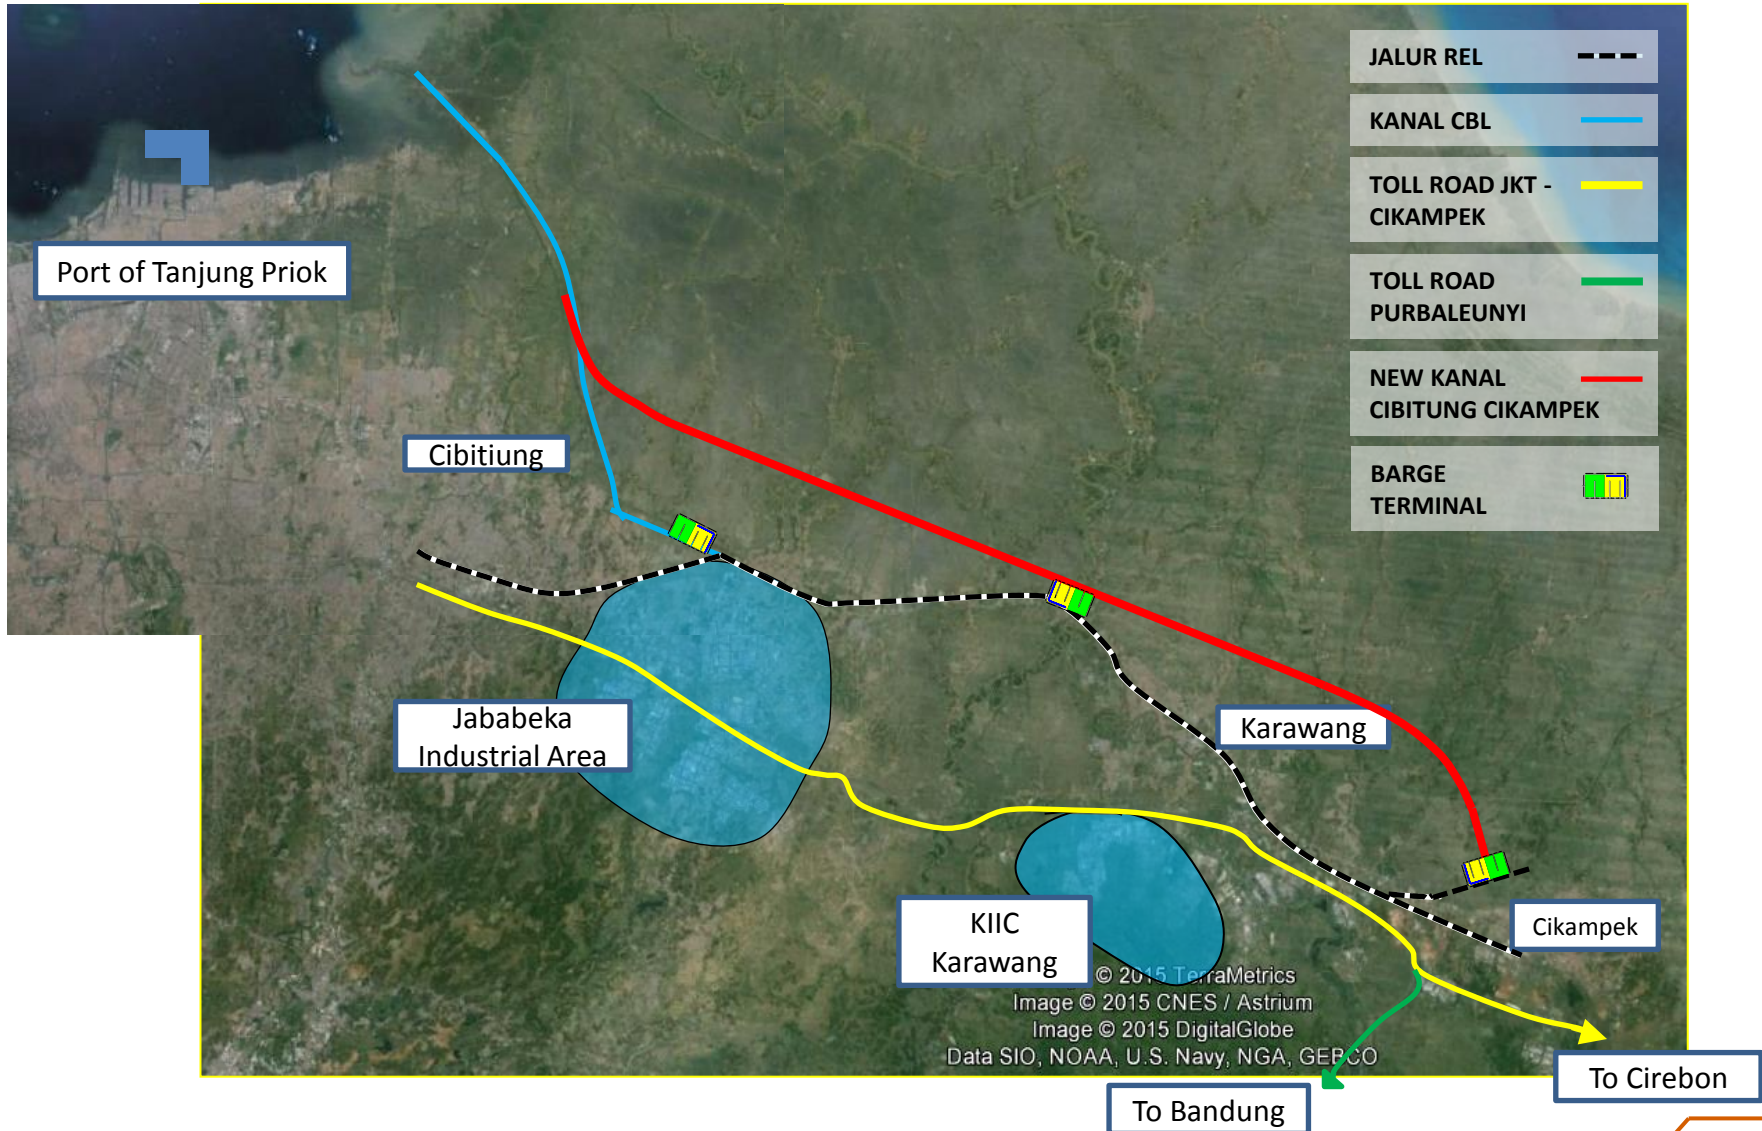 JALUR REL
KANAL CBL
TOLL ROAD JKT -
CIKAMPEK
TOLL ROAD
PURBALEUNYI
NEW KANAL
CIBITUNG CIKAMPEK
BARGE
TERMINAL
Port of Tanjung Priok
Cibitiung
Jababeka
Industrial Area
Karawang
KIIC
Karawang
Cikampek
© 2015 TerraMetrics
Image © 2015 CNES / Astrium
Image © 2015 DigitalGlobe
Data SIO, NOAA, U.S. Navy, NGA, GEBCO
To Cirebon
To Bandung